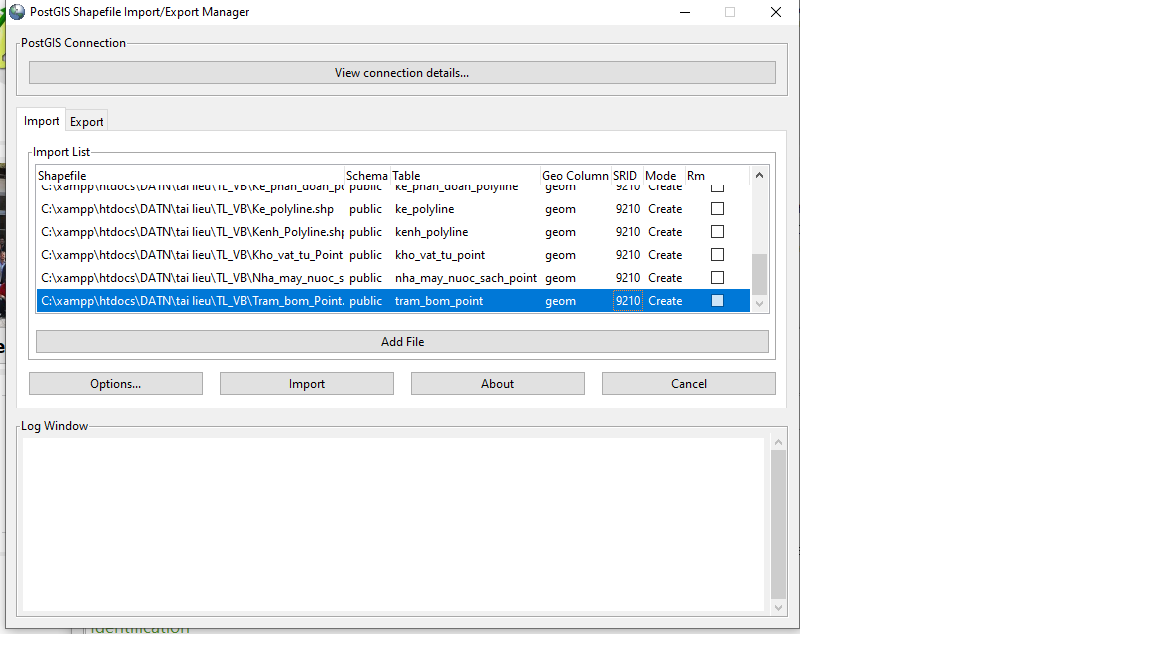 PostGIS Shapefile Import/Export Manager
PostGIS Connection
View connection details...
Import Export
Import List
Shapefile Schema Table Geo Column SRID Mode Rm
C:\xampp\htdocs\DATN\tai lieu\TL_VB\Ke_phan_doan_po public ke_phan_doan_polyline geom 9210 Create
C:\xampp\htdocs\DATN\tai lieu\TL_VB\Ke_polyline.shp public ke_polyline geom 9210 Create
C:\xampp\htdocs\DATN\tai lieu\TL_VB\Kenh_Polyline.shp public kenh_polyline geom 9210 Create
C:\xampp\htdocs\DATN\tai lieu\TL_VB\Kho_vat_tu_Point public kho_vat_tu_point geom 9210 Create
C:\xampp\htdocs\DATN\tai lieu\TL_VB\Nha_may_nuoc_s public nha_may_nuoc_sach_point geom 9210 Create
C:\xampp\htdocs\DATN\tai lieu\TL_VB\Tram_bom_Point. public tram_bom_point geom 9210 Create
Add File
Options... Import About Cancel
Log Window
identification